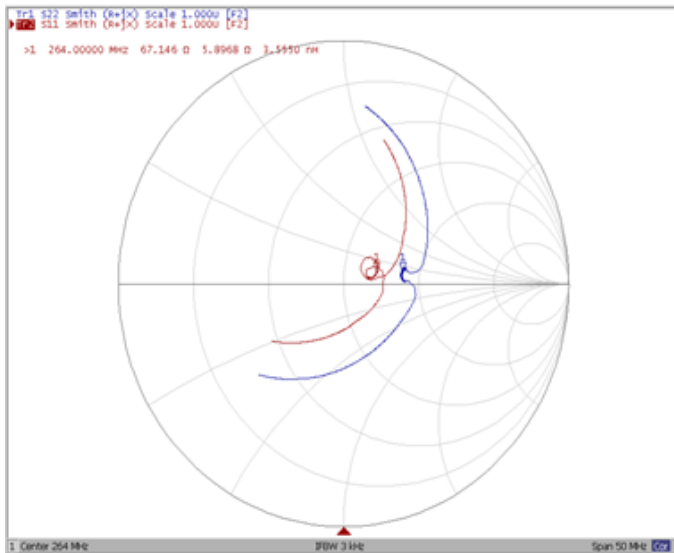 Tr1 S22 Smith (R+jX) Scale 1.000U [F2]
Tr2 S11 Smith (R+jX) Scale 1.000U [F2]
>1 264.00000 MHz 67.146 Ω 5.8968 Ω 3.5550 nH
1 Center 264 MHz IFBW 3 kHz Span 50 MHz Cor